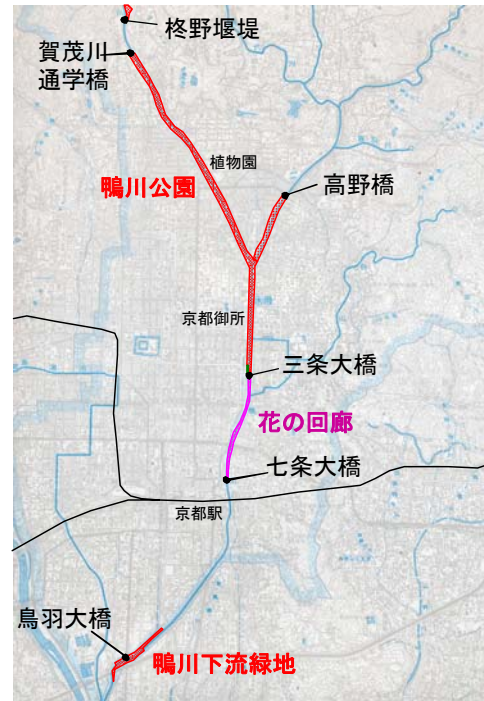 柊野堰堤
賀茂川
通学橋
植物園
鴨川公園
高野橋
京都御所
三条大橋
花の回廊
七条大橋
京都駅
鳥羽大橋
鴨川下流緑地